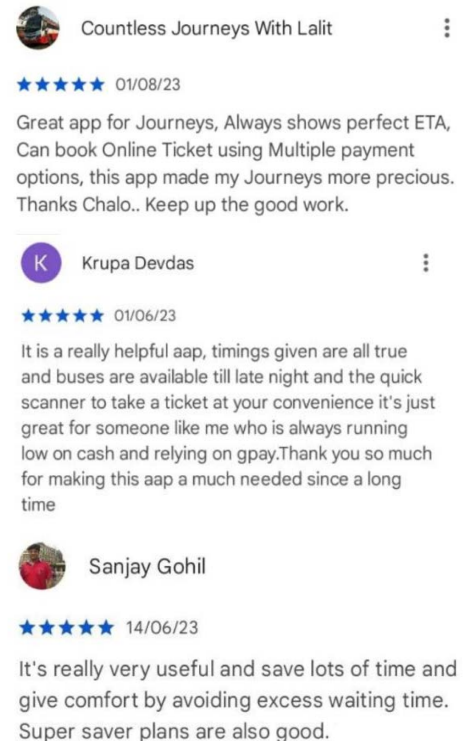 Countless Journeys With Lalit
01/08/23
Great app for Journeys, Always shows perfect ETA,
Can book Online Ticket using Multiple payment
options, this app made my Journeys more precious.
Thanks Chalo.. Keep up the good work.
K
Krupa Devdas
01/06/23
It is a really helpful aap, timings given are all true
and buses are available till late night and the quick
scanner to take a ticket at your convenience it's just
great for someone like me who is always running
low on cash and relying on gpay.Thank you so much
for making this aap a much needed since a long
time
Sanjay Gohil
14/06/23
It's really very useful and save lots of time and
give comfort by avoiding excess waiting time.
Super saver plans are also good.